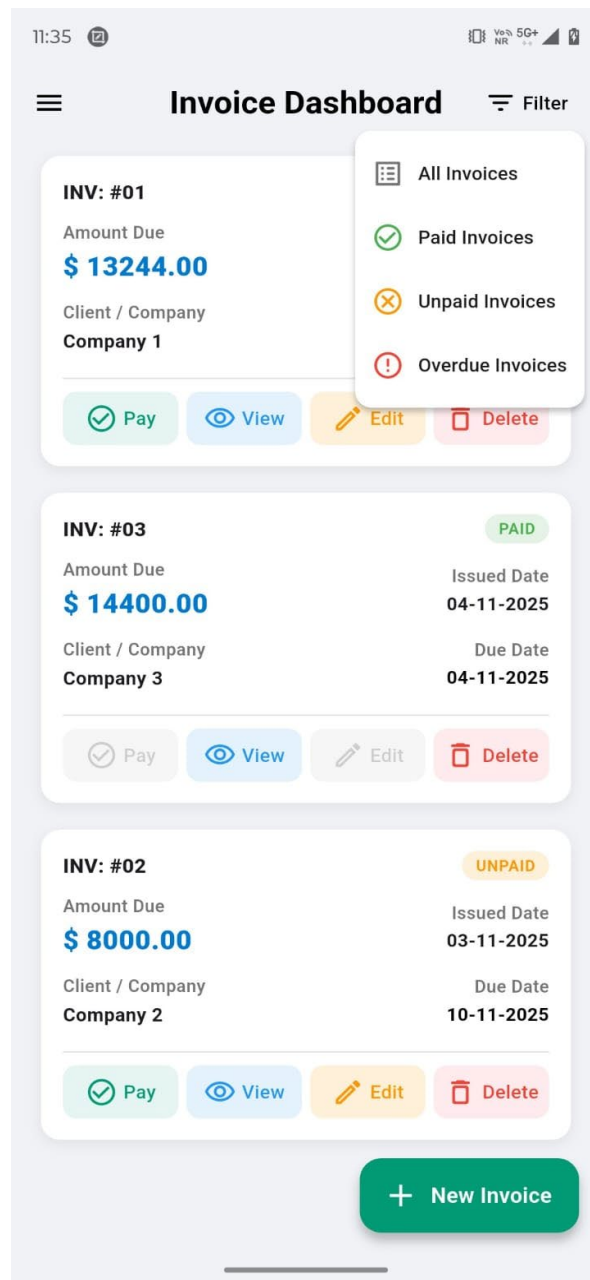 11:35
Vo NR 5G+
Invoice Dashboard
Filter
All Invoices
Paid Invoices
Unpaid Invoices
Overdue Invoices
INV: #01
Amount Due
$ 13244.00
Client / Company
Company 1
Pay View Edit Delete
INV: #03 PAID
Amount Due
Issued Date
$ 14400.00
04-11-2025
Client / Company
Due Date
Company 3
04-11-2025
Pay View Edit Delete
INV: #02 UNPAID
Amount Due
Issued Date
$ 8000.00
03-11-2025
Client / Company
Due Date
Company 2
10-11-2025
Pay View Edit Delete
+ New Invoice